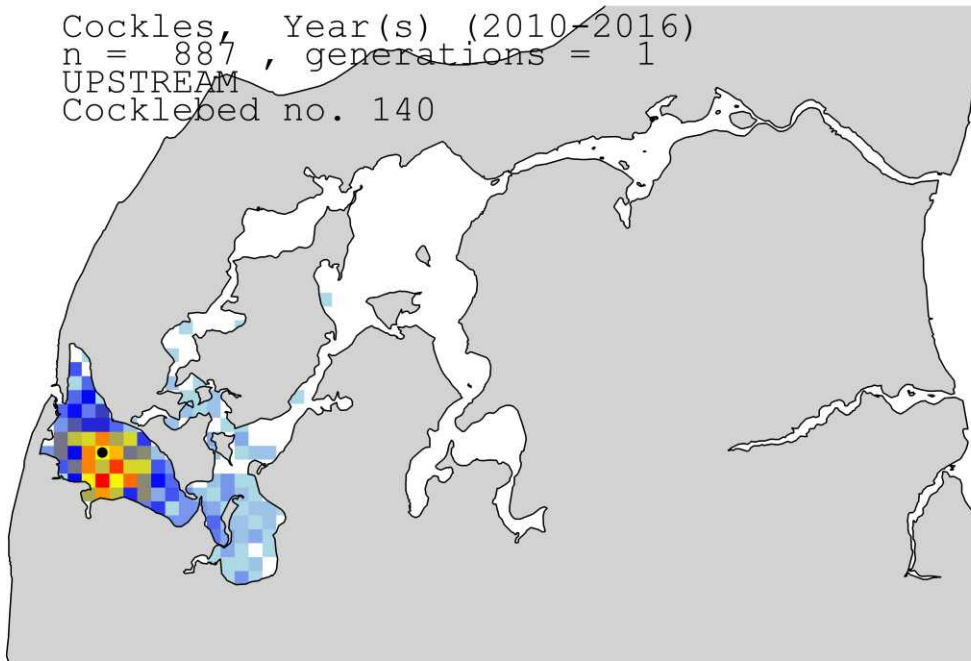 Cockles, Year(s) (2010-2016)
n = 887 , generations = 1
UPSTREAM
Cocklebed no. 140